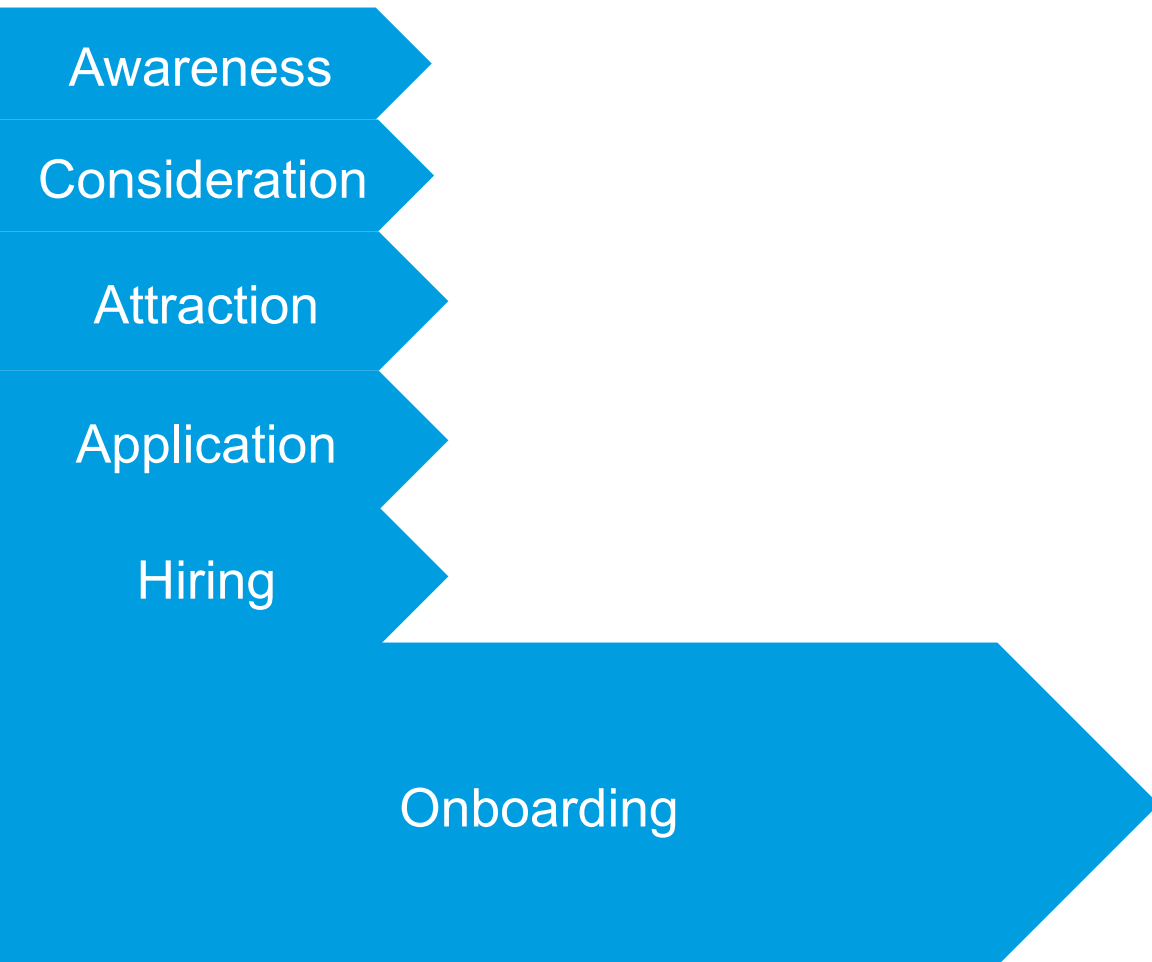 Awareness
Consideration
Attraction
Application
Hiring
Onboarding